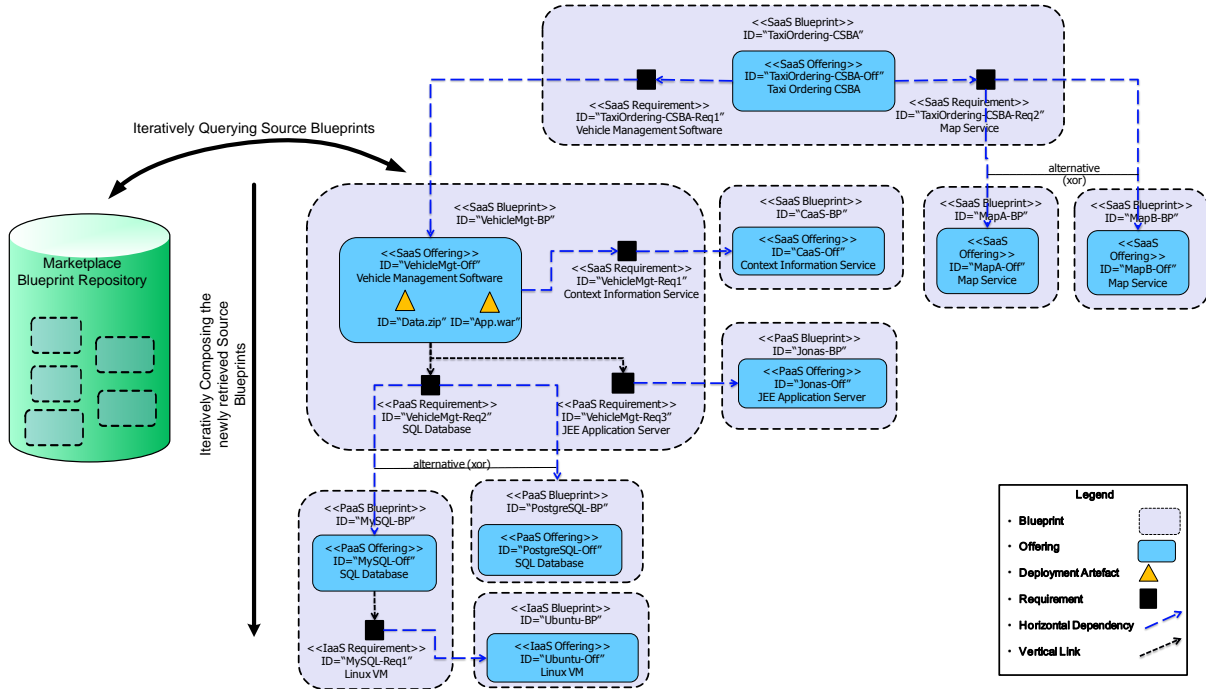 <<SaaS Blueprint>>
ID=“TaxiOrdering-CSBA”
<<SaaS Offering>>
ID=“TaxiOrdering-CSBA-Off”
Taxi Ordering CSBA
<<SaaS Requirement>>
ID=“TaxiOrdering-CSBA-Req1”
Vehicle Management Software
<<SaaS Requirement>>
ID=“TaxiOrdering-CSBA-Req2”
Map Service
Iteratively Querying Source Blueprints
alternative
(xor)
Marketplace
Blueprint Repository
Iteratively Composing the
newly retrieved Source
Blueprints
<<SaaS Blueprint>>
ID=“VehicleMgt-BP”
<<SaaS Offering>>
ID=“VehicleMgt-Off”
Vehicle Management Software
ID=“Data.zip”
ID=“App.war”
<<SaaS Requirement>>
ID=“VehicleMgt-Req1”
Context Information Service
<<SaaS Blueprint>>
ID=“CaaS-BP”
<<SaaS Offering>>
ID=“CaaS-Off”
Context Information Service
<<SaaS Blueprint>>
ID=“MapA-BP”
<<SaaS
Offering>>
ID=“MapA-Off”
Map Service
<<SaaS Blueprint>>
ID=“MapB-BP”
<<SaaS
Offering>>
ID=“MapB-Off”
Map Service
<<PaaS Requirement>>
ID=“VehicleMgt-Req2”
SQL Database
<<PaaS Requirement>>
ID=“VehicleMgt-Req3”
JEE Application Server
<<PaaS Blueprint>>
ID=“Jonas-BP”
<<PaaS Offering>>
ID=“Jonas-Off”
JEE Application Server
alternative (xor)
<<PaaS Blueprint>>
ID=“MySQL-BP”
<<PaaS Offering>>
ID=“MySQL-Off”
SQL Database
<<IaaS Requirement>>
ID=“MySQL-Req1”
Linux VM
<<PaaS Blueprint>>
ID=“PostgreSQL-BP”
<<PaaS Offering>>
ID=“PostgreSQL-Off”
SQL Database
<<IaaS Blueprint>>
ID=“Ubuntu-BP”
<<IaaS Offering>>
ID=“Ubuntu-Off”
Linux VM
Legend
• Blueprint
• Offering
• Deployment Artefact
• Requirement
• Horizontal Dependency
• Vertical Link